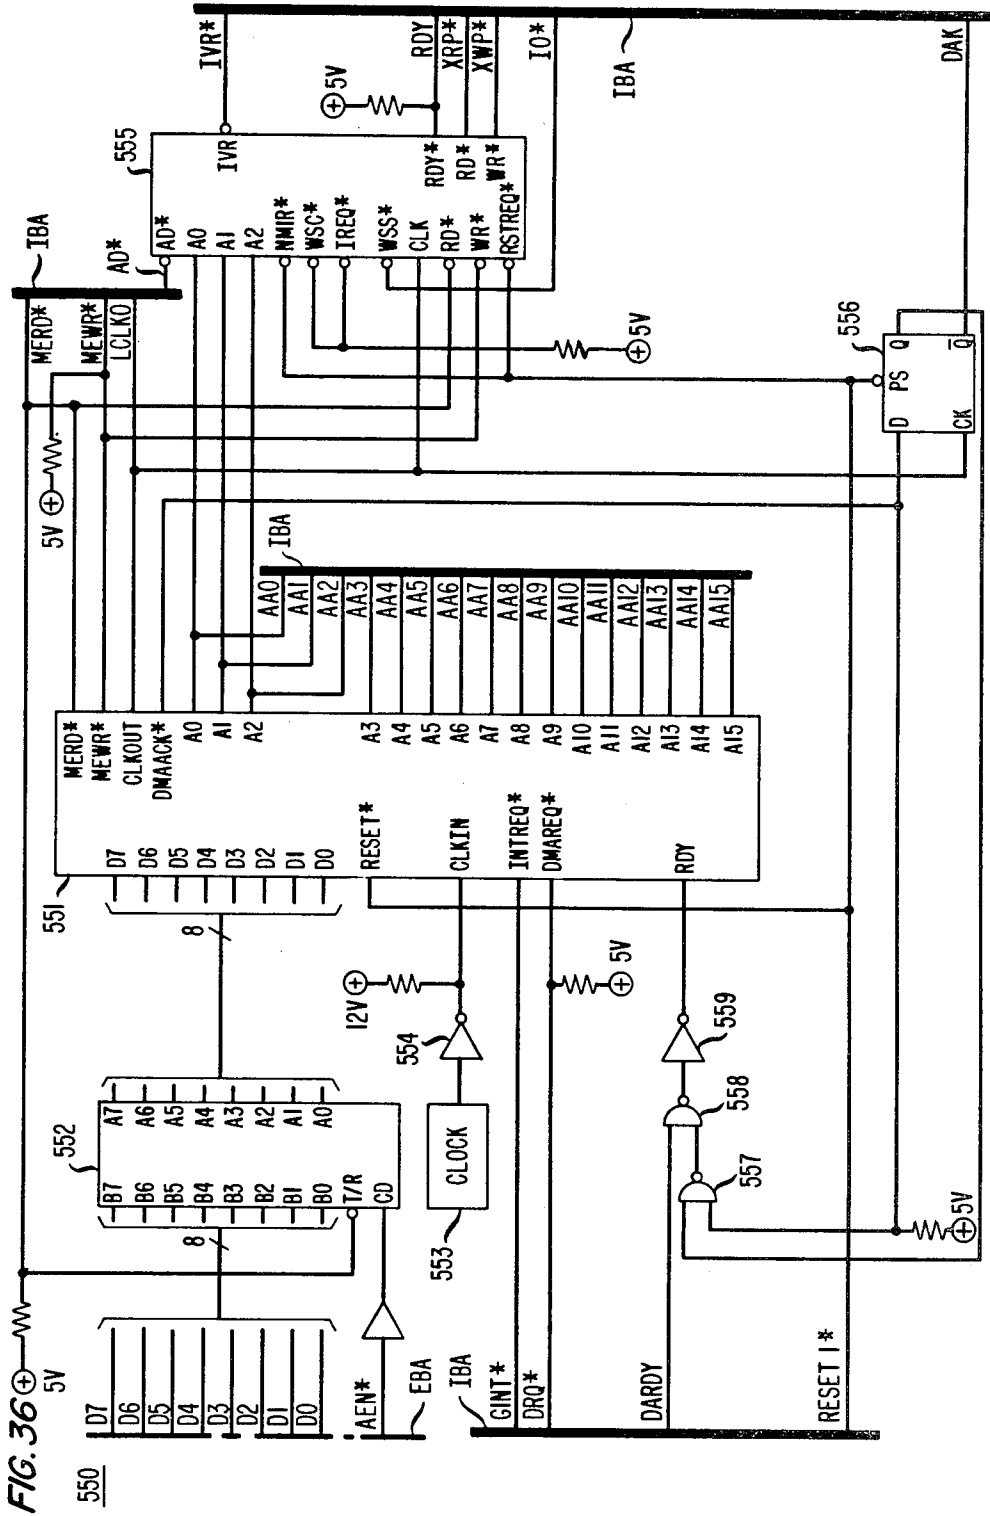 FIG. 36
550
5V
D7
D6
D5
D4
D3
D2
D1
D0
AEN*
EBA
IBA
GINT*
DRQ*
DARDY
RESET 1*
8
552
B7
B6
B5
B4
B3
B2
B1
B0
T/R
CD
A7
A6
A5
A4
A3
A2
A1
A0
553
CLOCK
554
12V
5V
557
558
559
5V
8
551
D7
D6
D5
D4
D3
D2
D1
D0
RESET*
CLKIN
INTREQ*
DMAREQ*
RDY
MERD*
MEWR*
CLKOUT
DMAACK*
A0
A1
A2
A3
A4
A5
A6
A7
A8
A9
A10
A11
A12
A13
A14
A15
IBA
AA0
AA1
AA2
AA3
AA4
AA5
AA6
AA7
AA8
AA9
AA10
AA11
AA12
AA13
AA14
AA15
5V
MERD*
MEWR*
LCLKO
IBA
AD*
555
AD*
A0
A1
A2
NMIR*
WSC*
IREQ*
WSS*
CLK
RD*
WR*
RSTREQ*
IVR
RDY*
RD*
WR*
5V
5V
556
D
PS
Q
CK
Q
IVR*
RDY
XRP*
XWP*
IO*
IBA
DAK